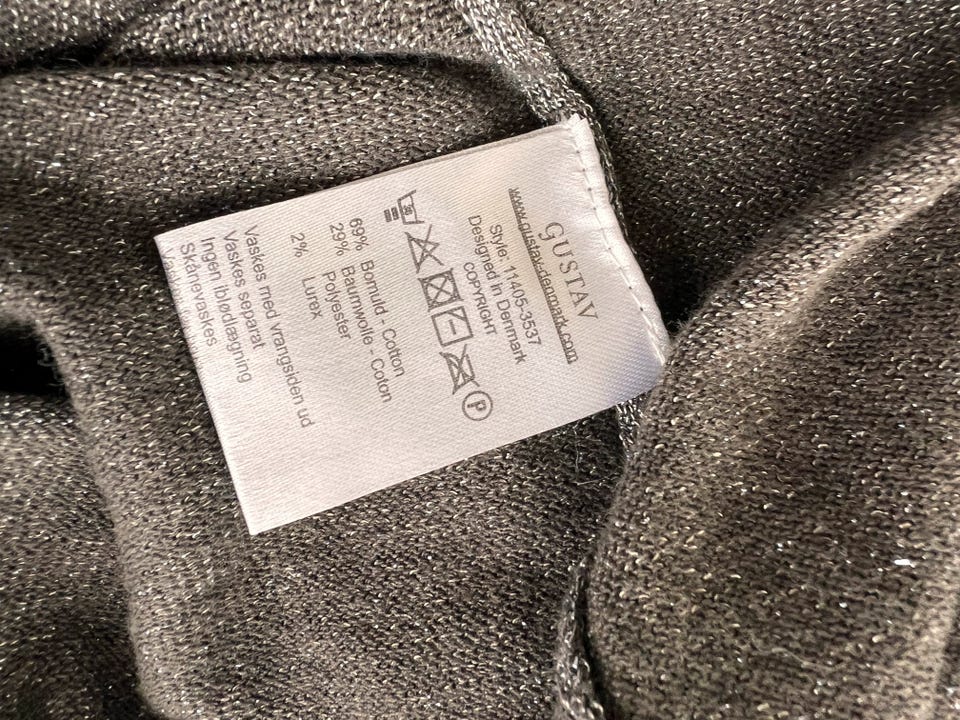 GUSTAV
www.gustav-denmark.com
Style: 11405-3537
Designed in Denmark
COPYRIGHT
30
P
69% Bomuld - Cotton
Baumwolle - Coton
29% Polyester
2% Lurex
Vaskes med vrangsiden ud
Vaskes separat
Ingen iblødlægning
Skånevaskes